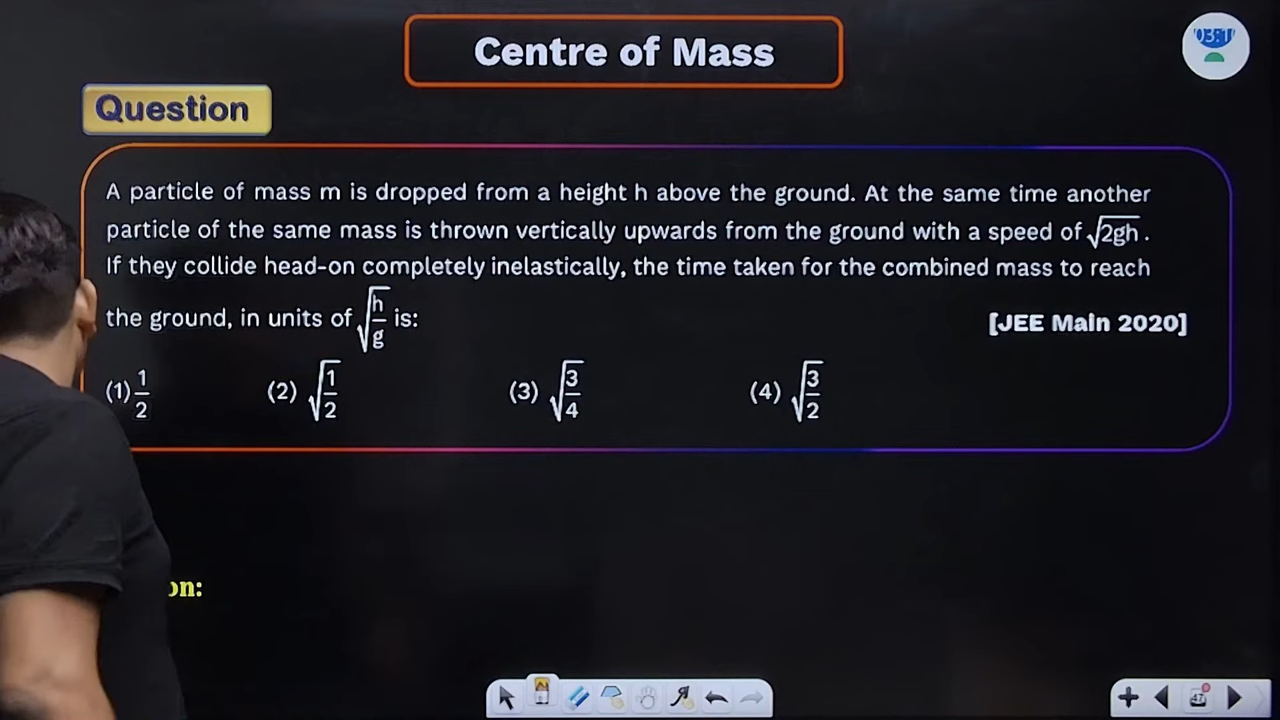 Centre of Mass
Question
A particle of mass m is dropped from a height h above the ground. At the same time another
particle of the same mass is thrown vertically upwards from the ground with a speed of √2gh.
If they collide head-on completely inelastically, the time taken for the combined mass to reach
the ground, in units of √(h/g) is:
[JEE Main 2020]
(1) 1/2 (2) √(1/2) (3) √(3/4) (4) √(3/2)
on:
47